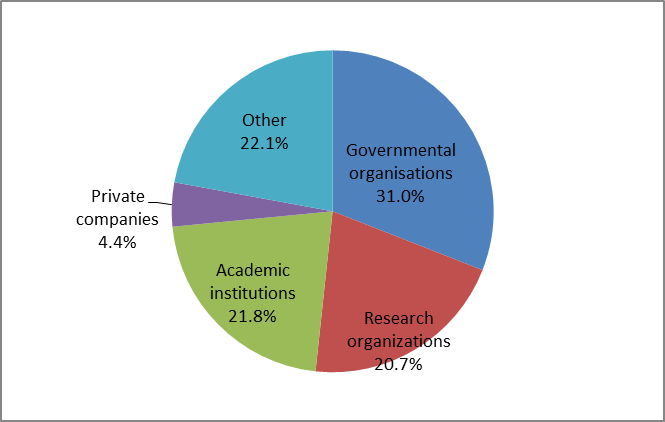 Other
22.1%
Governmental
organisations
31.0%
Private
companies
4.4%
Academic
institutions
21.8%
Research
organizations
20.7%